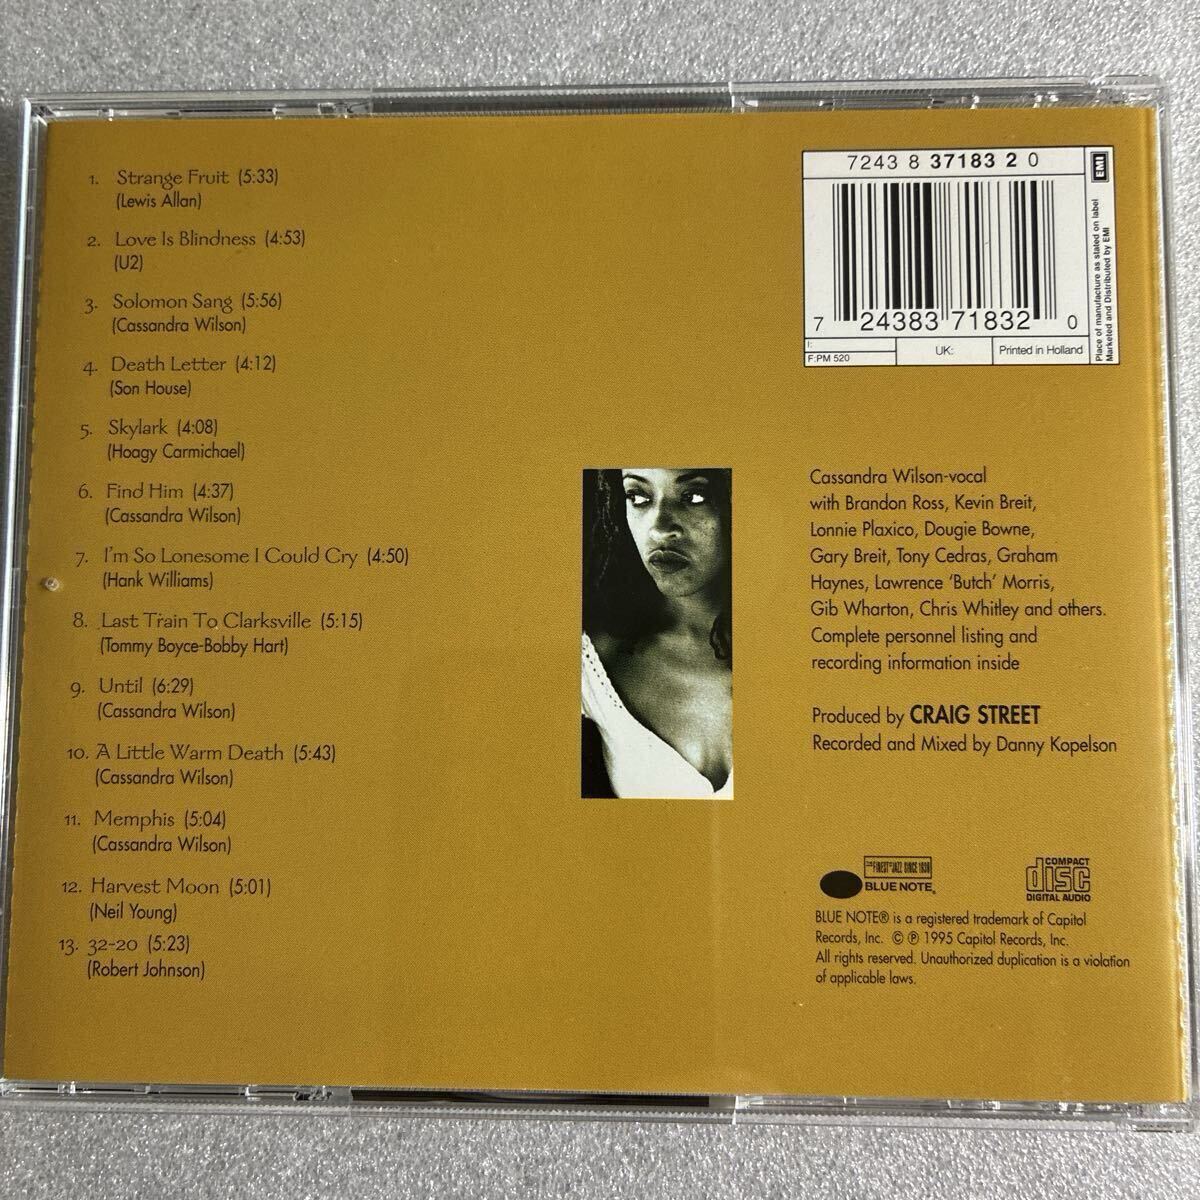 1. Strange Fruit (5:33)
(Lewis Allan)
2. Love Is Blindness (4:53)
(U2)
3. Solomon Sang (5:56)
(Cassandra Wilson)
4. Death Letter (4:12)
(Son House)
5. Skylark (4:08)
(Hoagy Carmichael)
6. Find Him (4:37)
(Cassandra Wilson)
7. I'm So Lonesome I Could Cry (4:50)
(Hank Williams)
8. Last Train To Clarksville (5:15)
(Tommy Boyce-Bobby Hart)
9. Until (6:29)
(Cassandra Wilson)
10. A Little Warm Death (5:43)
(Cassandra Wilson)
11. Memphis (5:04)
(Cassandra Wilson)
12. Harvest Moon (5:01)
(Neil Young)
13. 32-20 (5:23)
(Robert Johnson)
7243 8 37183 2 0
7 24383 71832 0
I:
F:PM 520
UK:
Printed in Holland
EMI
Place of manufacture as stated on label
Marketed and Distributed by EMI
Cassandra Wilson-vocal
with Brandon Ross, Kevin Breit,
Lonnie Plaxico, Dougie Bowne,
Gary Breit, Tony Cedras, Graham
Haynes, Lawrence 'Butch' Morris,
Gib Wharton, Chris Whitley and others.
Complete personnel listing and
recording information inside
Produced by CRAIG STREET
Recorded and Mixed by Danny Kopelson
THE FINEST IN JAZZ SINCE 1939
BLUE NOTE®
COMPACT
disc
DIGITAL AUDIO
BLUE NOTE® is a registered trademark of Capitol
Records, Inc. © ℗ 1995 Capitol Records, Inc.
All rights reserved. Unauthorized duplication is a violation
of applicable laws.